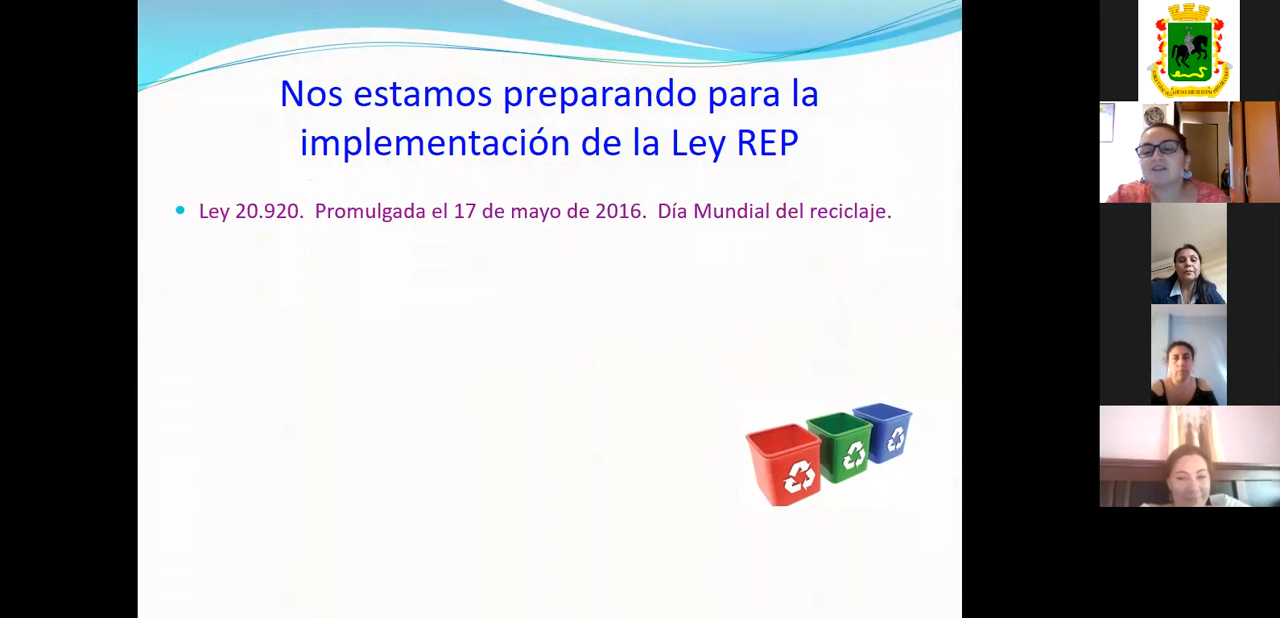 Nos estamos preparando para la
implementación de la Ley REP
• Ley 20.920.  Promulgada el 17 de mayo de 2016.  Día Mundial del reciclaje.